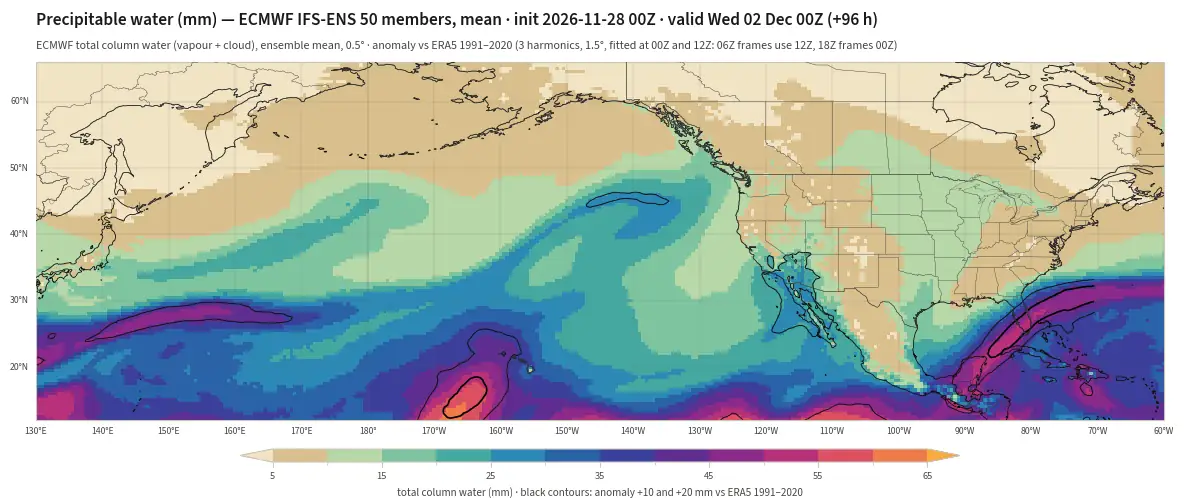 Precipitable water (mm) — ECMWF IFS-ENS 50 members, mean · init 2026-11-28 00Z · valid Wed 02 Dec 00Z (+96 h)
ECMWF total column water (vapour + cloud), ensemble mean, 0.5° · anomaly vs ERA5 1991–2020 (3 harmonics, 1.5°, fitted at 00Z and 12Z: 06Z frames use 12Z, 18Z frames 00Z)
60°N
50°N
40°N
30°N
20°N
130°E 140°E 150°E 160°E 170°E 180° 170°W 160°W 150°W 140°W 130°W 120°W 110°W 100°W 90°W 80°W 70°W 60°W
5 15 25 35 45 55 65
total column water (mm) · black contours: anomaly +10 and +20 mm vs ERA5 1991–2020